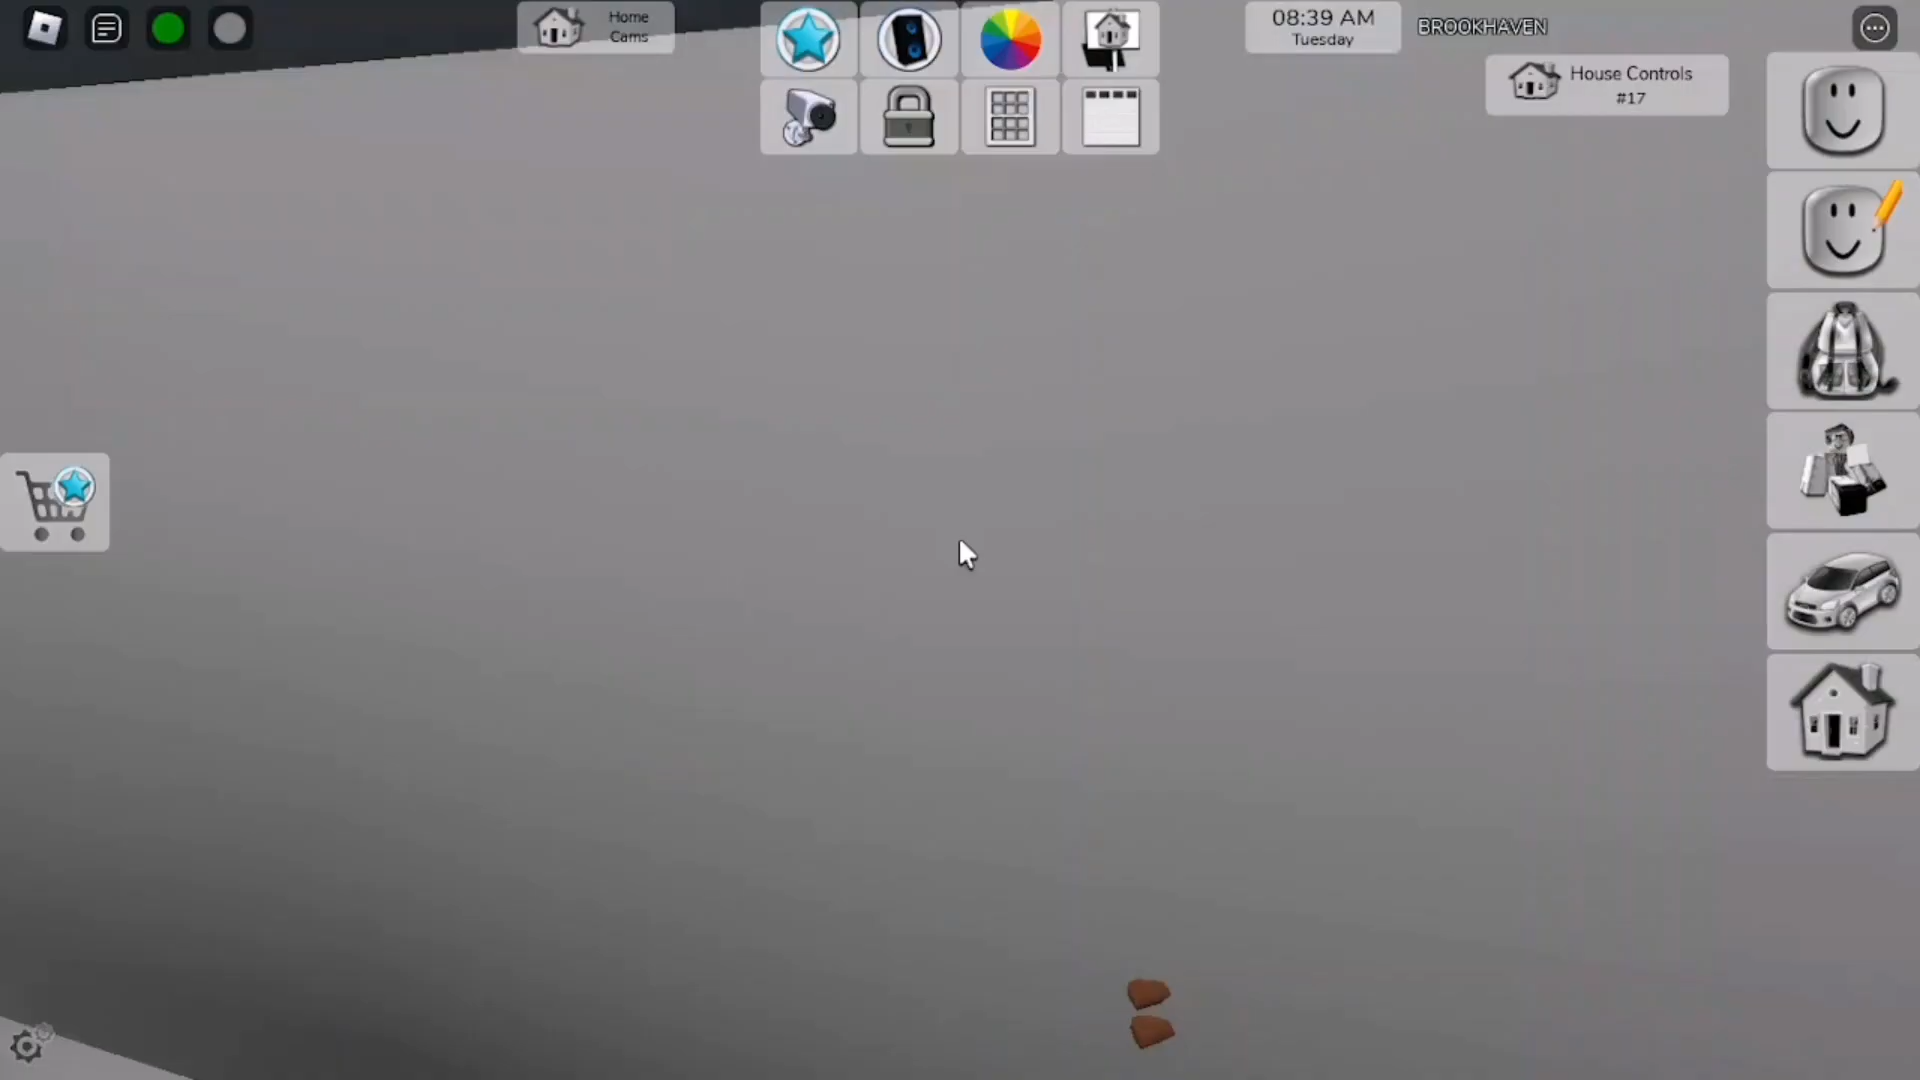 Home
Cams
08:39 AM
Tuesday
BROOKHAVEN
House Controls
#17